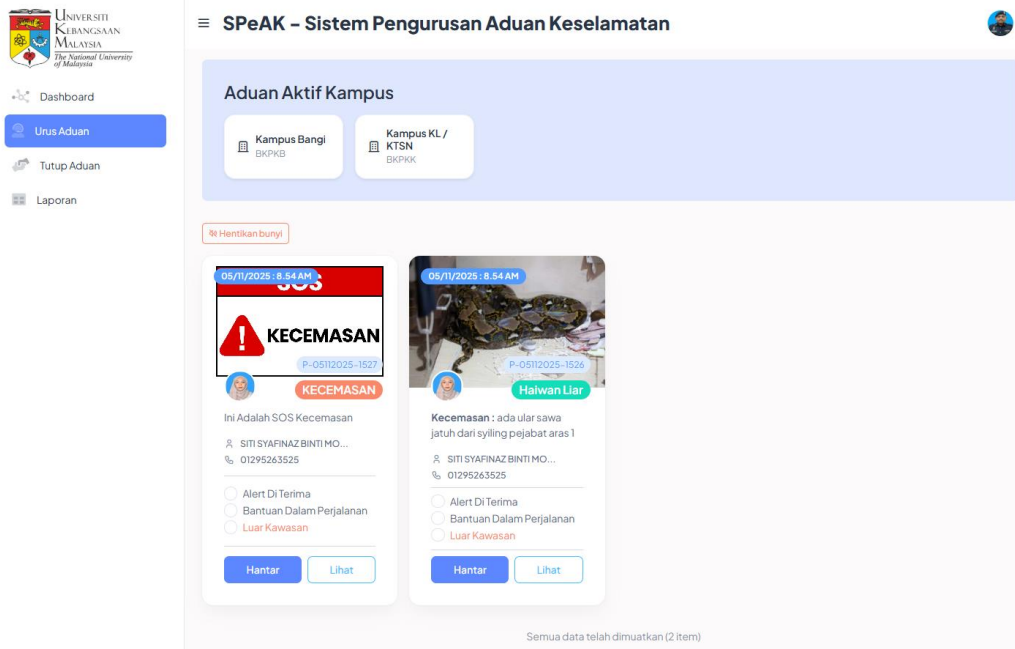 UNIVERSITI
KEBANGSAAN
MALAYSIA
The National University
of Malaysia
SPeAK – Sistem Pengurusan Aduan Keselamatan
Dashboard
Urus Aduan
Tutup Aduan
Laporan
Aduan Aktif Kampus
Kampus Bangi
BKPKB
Kampus KL /
KTSN
BKPKK
Hentikan bunyi
05/11/2025 : 8.54 AM
SOS
KECEMASAN
P-05112025-1527
KECEMASAN
Ini Adalah SOS Kecemasan
SITI SYAFINAZ BINTI MO...
01295263525
Alert Di Terima
Bantuan Dalam Perjalanan
Luar Kawasan
Hantar
Lihat
05/11/2025 : 8.54 AM
P-05112025-1526
Haiwan Liar
Kecemasan : ada ular sawa
jatuh dari syiling pejabat aras 1
SITI SYAFINAZ BINTI MO...
01295263525
Alert Di Terima
Bantuan Dalam Perjalanan
Luar Kawasan
Hantar
Lihat
Semua data telah dimuatkan (2 item)